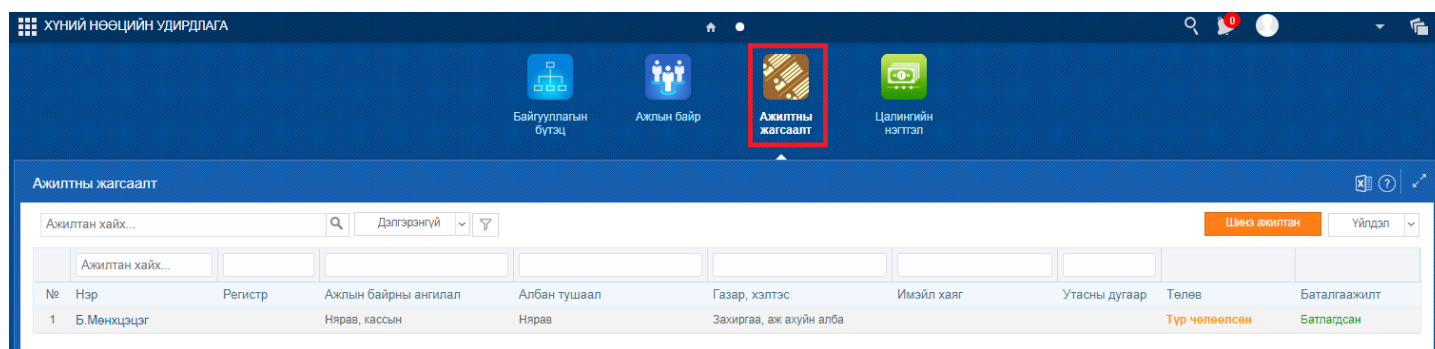 ХҮНИЙ НӨӨЦИЙН УДИРДЛАГА
0
Байгууллагын бүтэц
Ажлын байр
Ажилтны жагсаалт
Цалингийн нэгтгэл
Ажилтны жагсаалт
Ажилтан хайх...
Дэлгэрэнгүй
Шинэ ажилтан
Үйлдэл
Ажилтан хайх...
№ Нэр Регистр Ажлын байрны ангилал Албан тушаал Газар, хэлтэс Имэйл хаяг Утасны дугаар Төлөв Баталгаажилт
1 Б.Мөнхцэцэг Нярав, кассын Нярав Захиргаа, аж ахуйн алба Түр чөлөөлсөн Батлагдсан